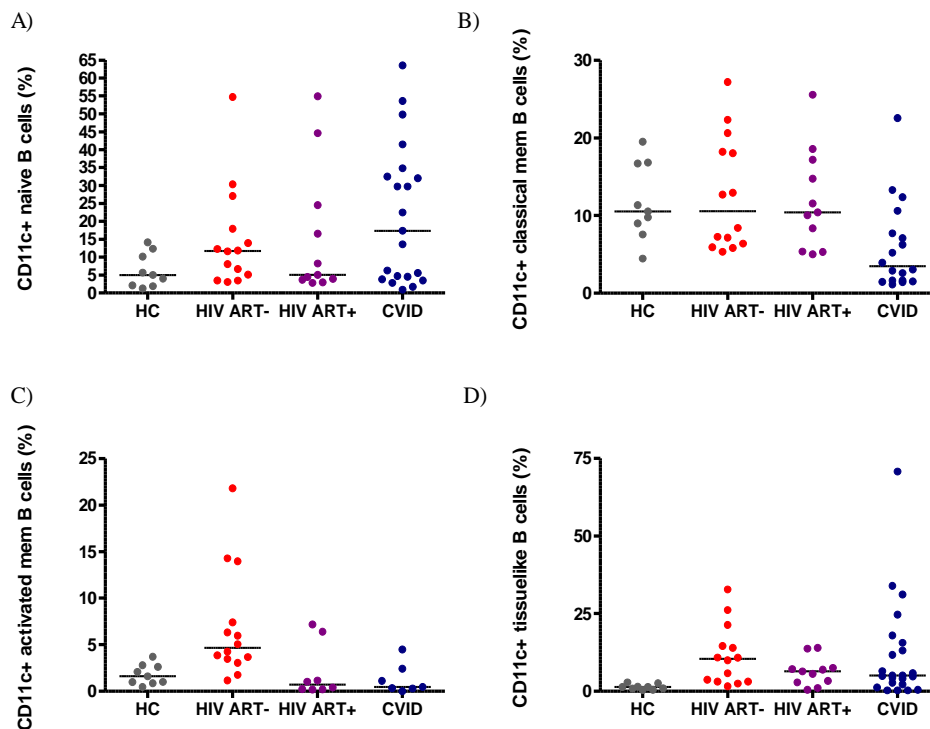 A)
CD11c+ naive B cells (%)
65
60
55
50
45
40
35
30
25
20
15
10
5
0
HC HIV ART- HIV ART+ CVID
B)
CD11c+ classical mem B cells (%)
30
20
10
0
HC HIV ART- HIV ART+ CVID
C)
CD11c+ activated mem B cells (%)
25
20
15
10
5
0
HC HIV ART- HIV ART+ CVID
D)
CD11c+ tissuelike B cells (%)
75
50
25
0
HC HIV ART- HIV ART+ CVID